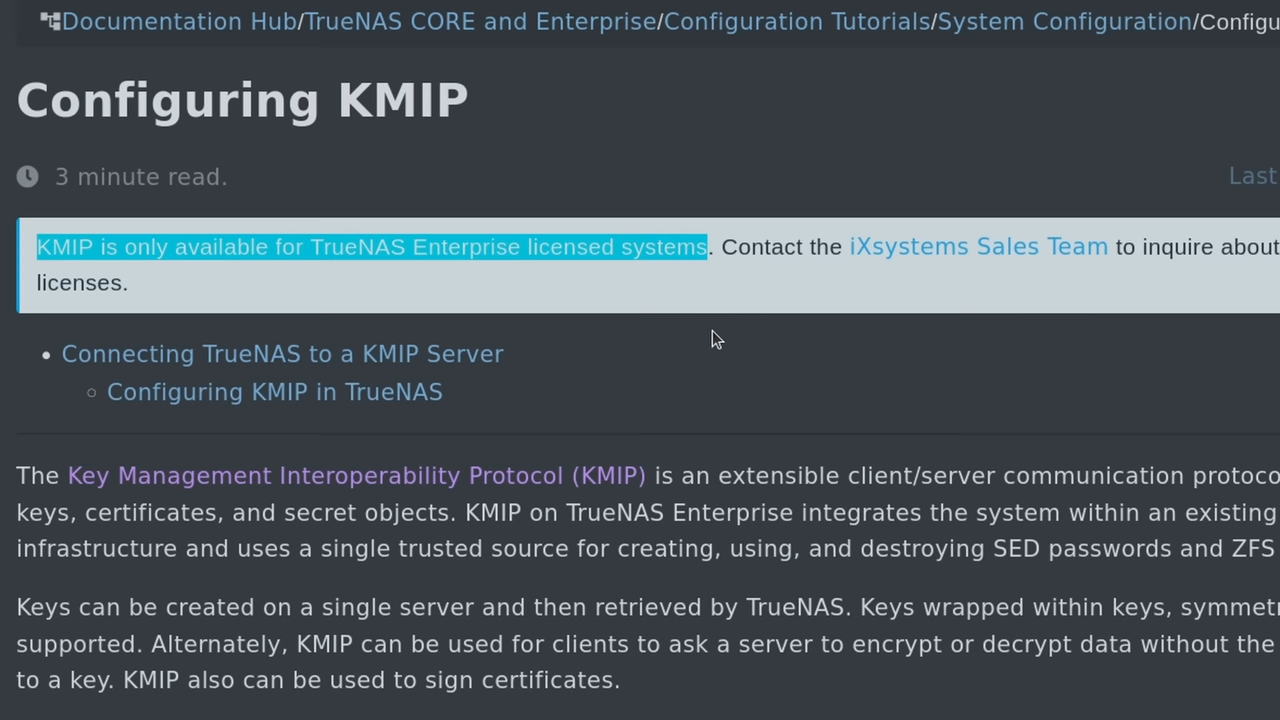 Documentation Hub/TrueNAS CORE and Enterprise/Configuration Tutorials/System Configuration/Configu
Configuring KMIP
3 minute read.
Last
KMIP is only available for TrueNAS Enterprise licensed systems. Contact the iXsystems Sales Team to inquire about
licenses.
• Connecting TrueNAS to a KMIP Server
○ Configuring KMIP in TrueNAS
The Key Management Interoperability Protocol (KMIP) is an extensible client/server communication protoco
keys, certificates, and secret objects. KMIP on TrueNAS Enterprise integrates the system within an existing
infrastructure and uses a single trusted source for creating, using, and destroying SED passwords and ZFS
Keys can be created on a single server and then retrieved by TrueNAS. Keys wrapped within keys, symmetr
supported. Alternately, KMIP can be used for clients to ask a server to encrypt or decrypt data without the
to a key. KMIP also can be used to sign certificates.